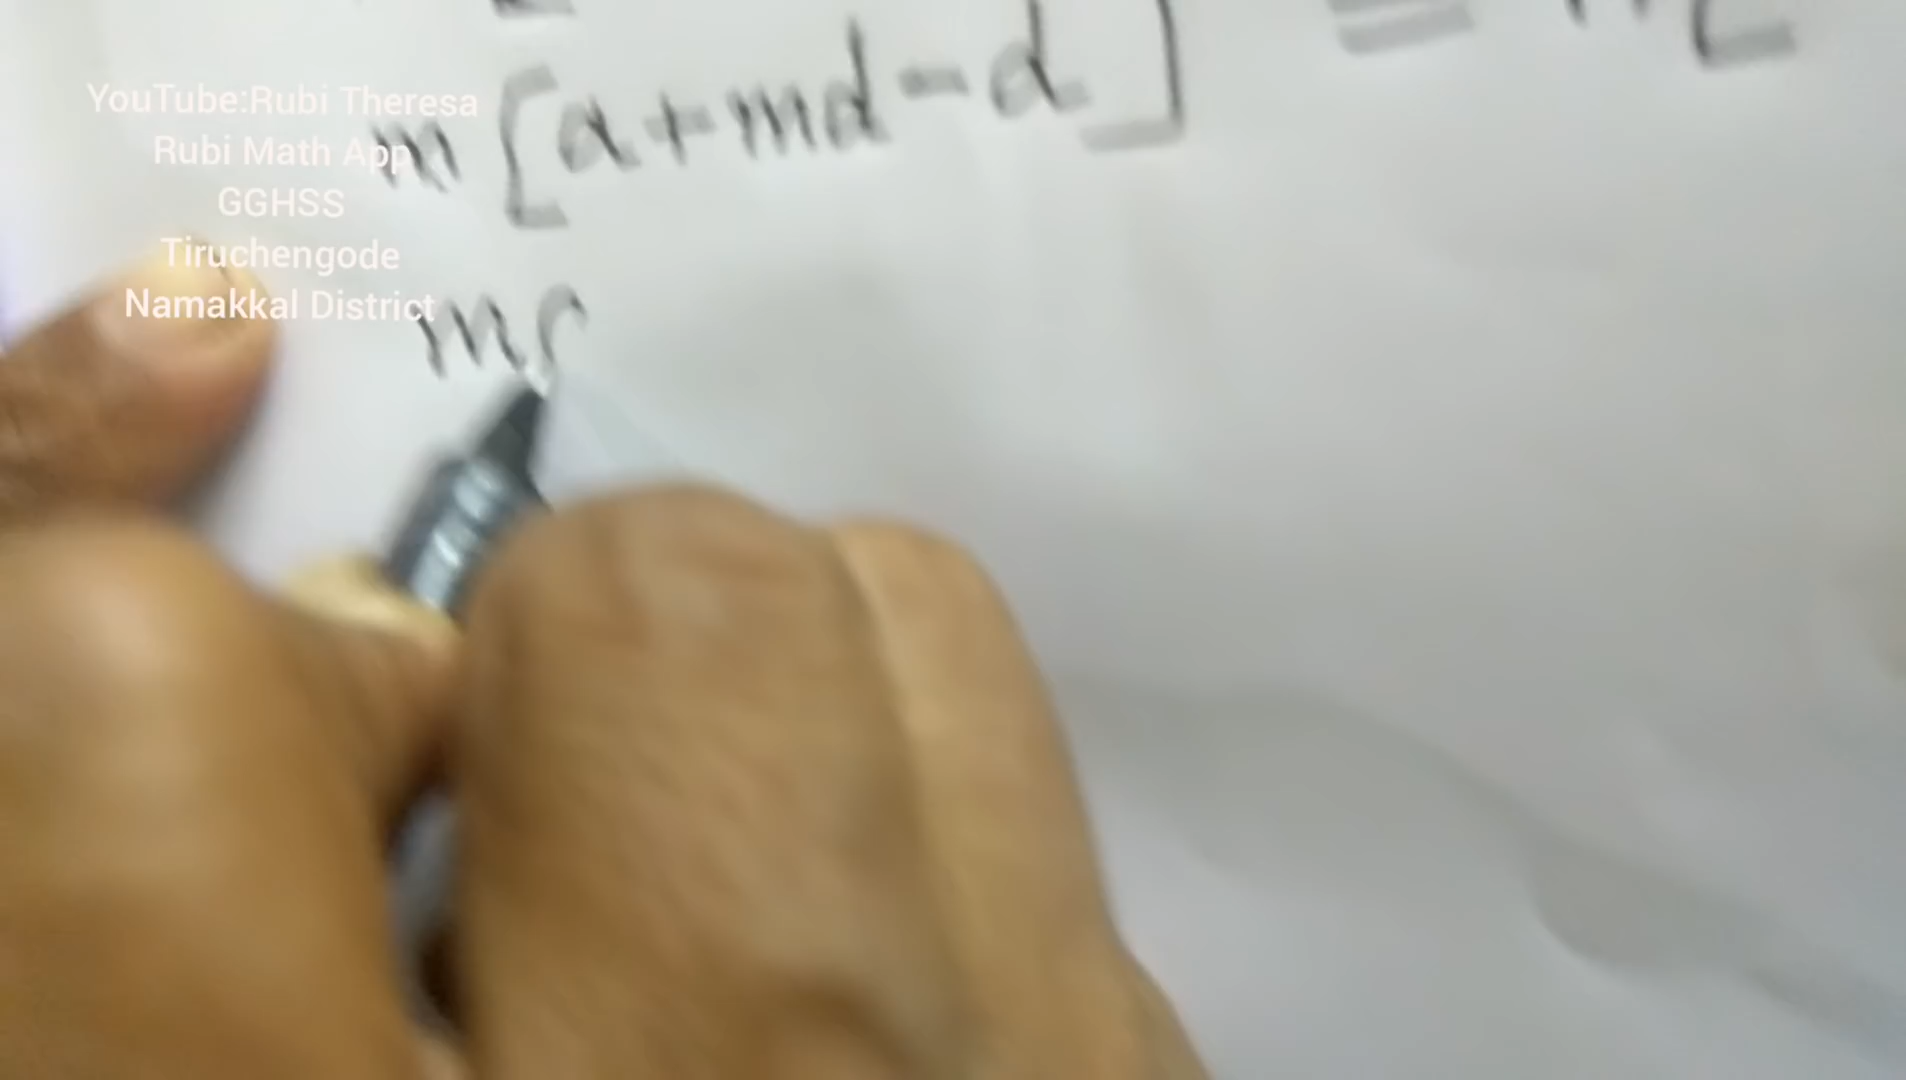 m [a+md-d] =
YouTube:Rubi Theresa
Rubi Math App
GGHSS
Tiruchengode
Namakkal District
m